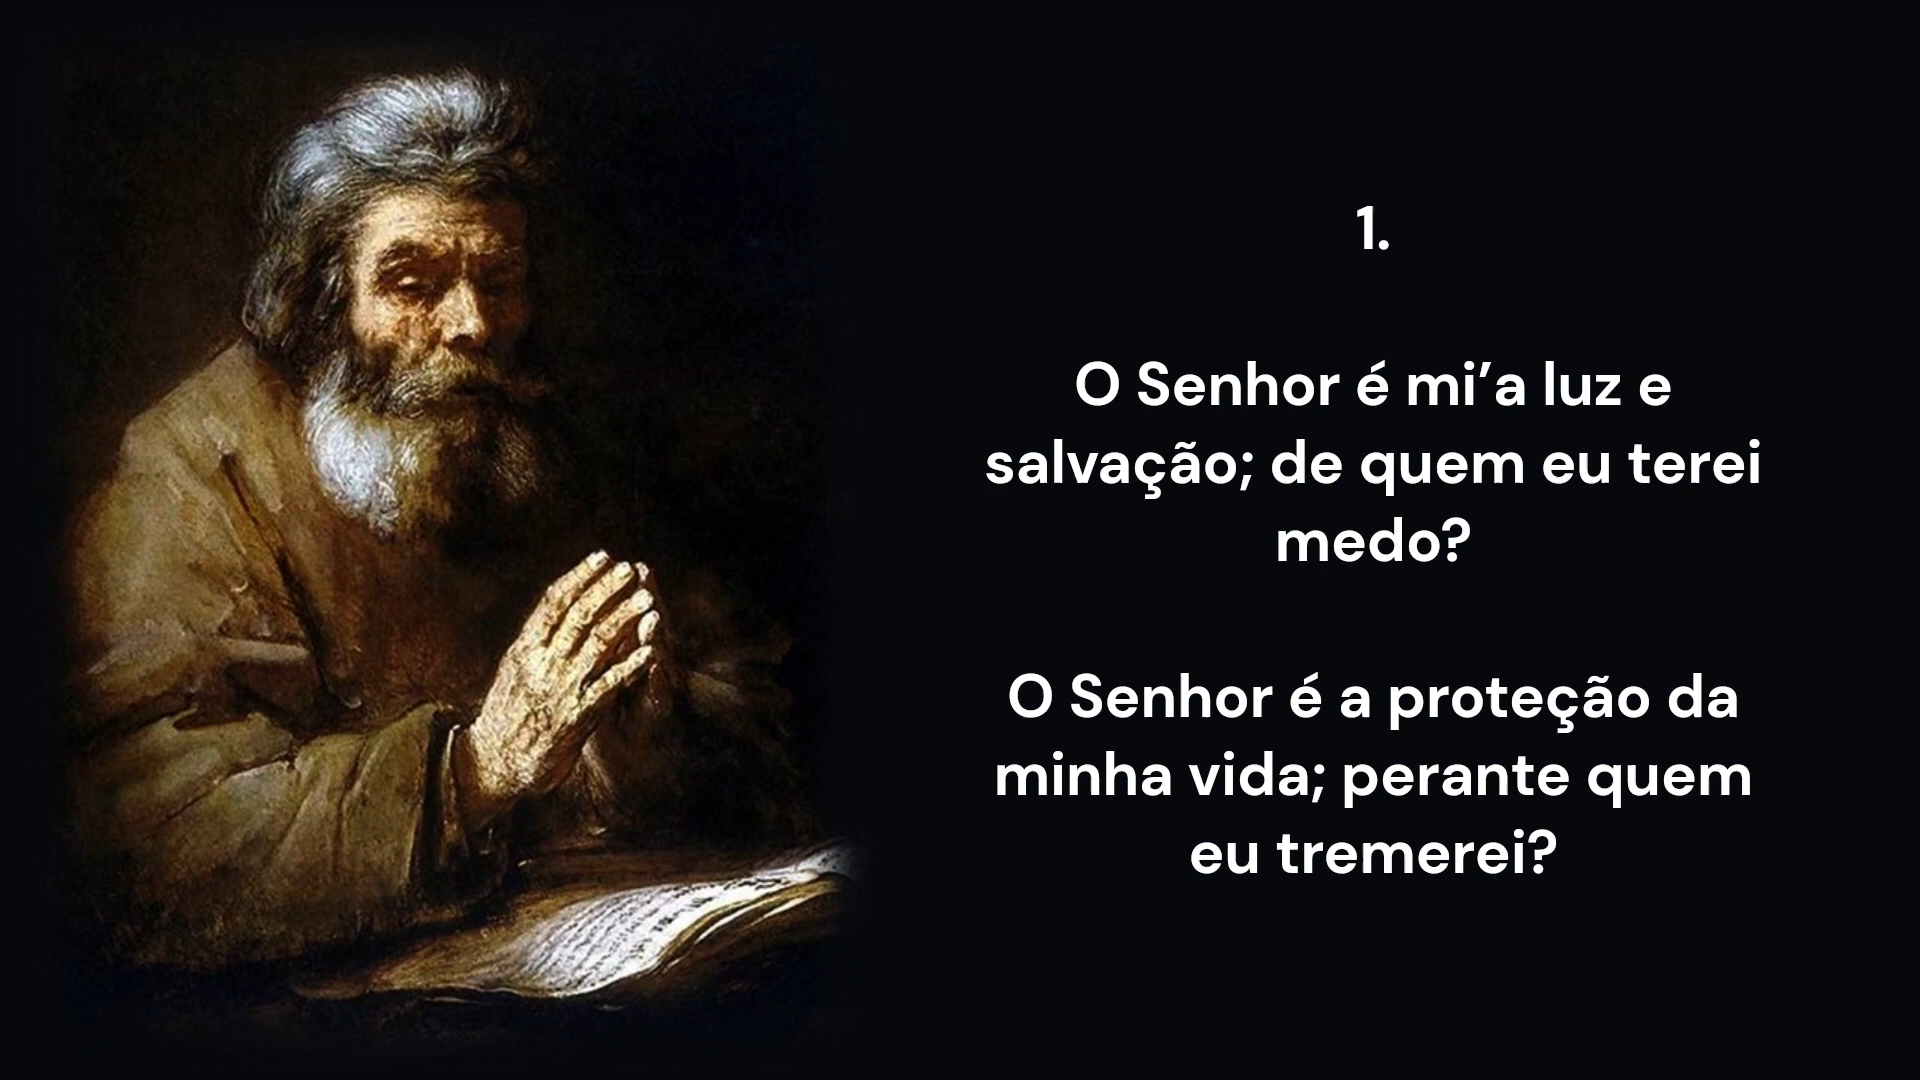 1.
O Senhor é mi’a luz e
salvação; de quem eu terei
medo?
O Senhor é a proteção da
minha vida; perante quem
eu tremerei?